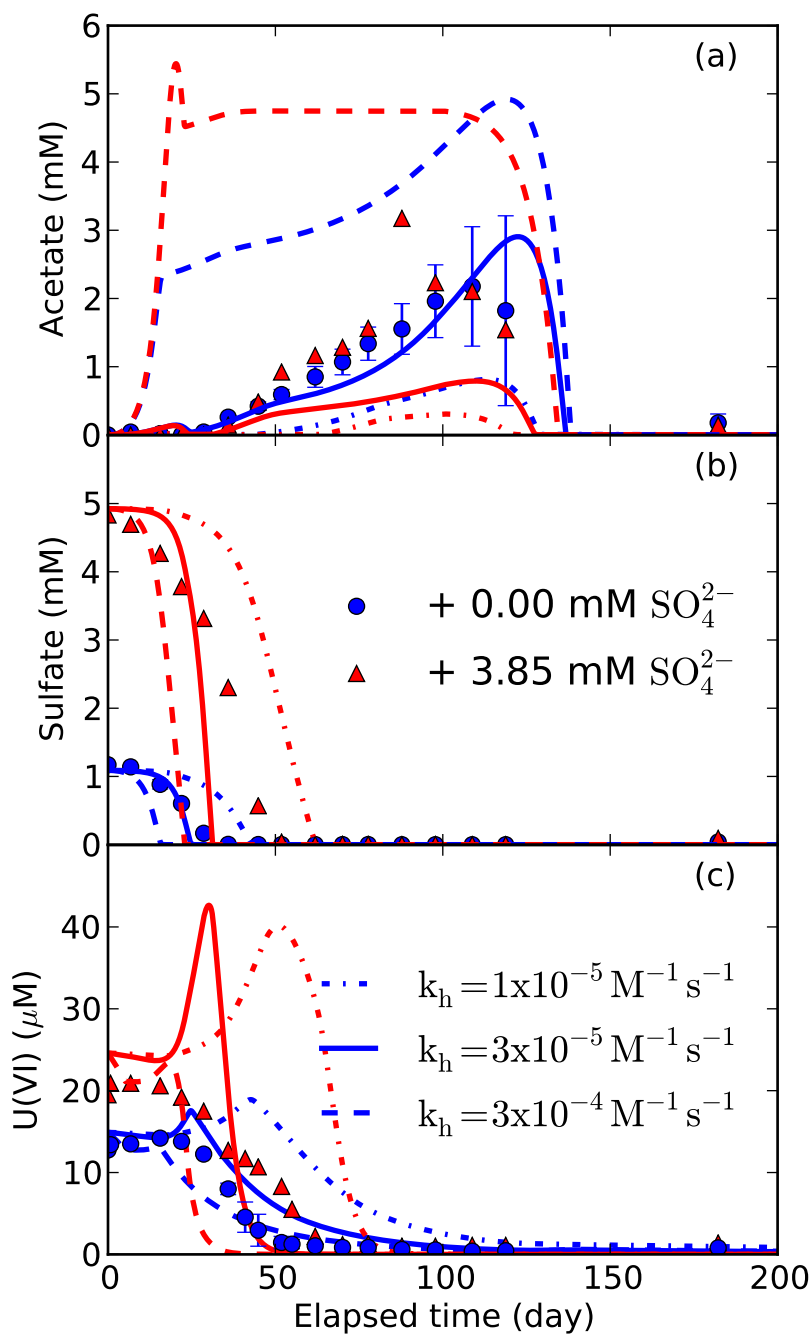 6
(a)
5
4
3
2
1
0
Acetate (mM)
(b)
5
4
3
2
1
0
Sulfate (mM)
+ 0.00 mM SO₄²⁻
+ 3.85 mM SO₄²⁻
(c)
40
30
20
10
0
U(VI) (μM)
kₕ=1x10⁻⁵ M⁻¹ s⁻¹
kₕ=3x10⁻⁵ M⁻¹ s⁻¹
kₕ=3x10⁻⁴ M⁻¹ s⁻¹
0 50 100 150 200
Elapsed time (day)